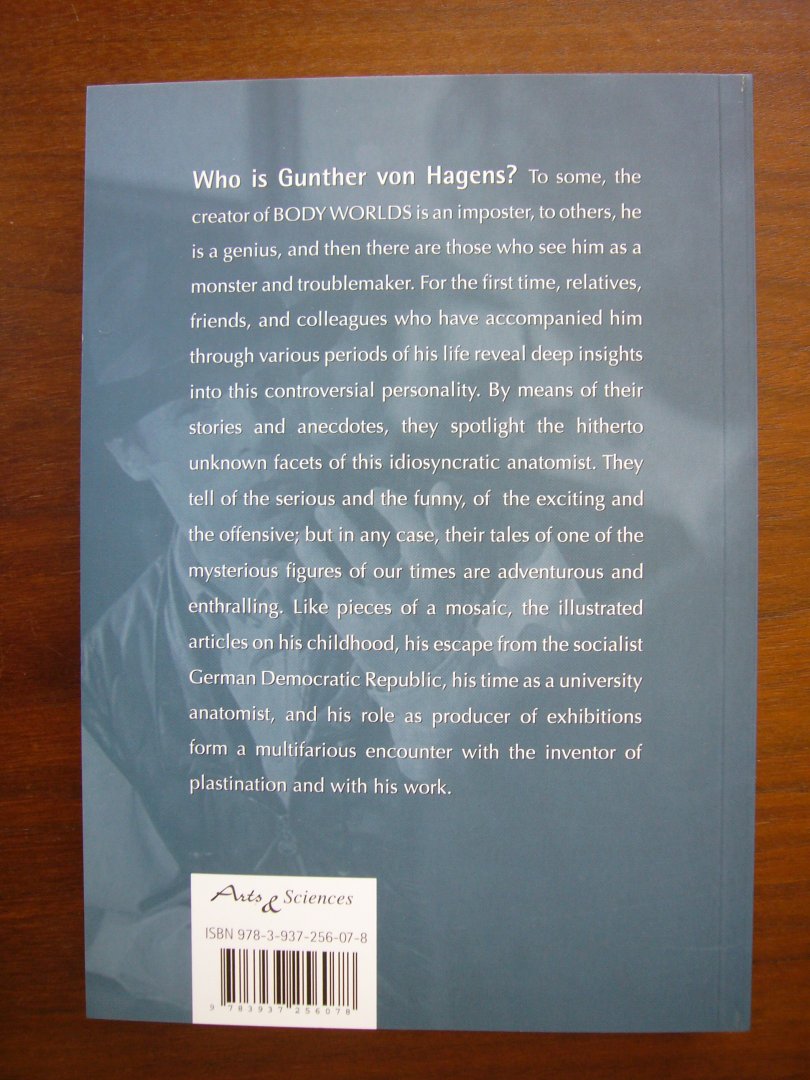 Who is Gunther von Hagens? To some, the
creator of BODY WORLDS is an imposter, to others, he
is a genius, and then there are those who see him as a
monster and troublemaker. For the first time, relatives,
friends, and colleagues who have accompanied him
through various periods of his life reveal deep insights
into this controversial personality. By means of their
stories and anecdotes, they spotlight the hitherto
unknown facets of this idiosyncratic anatomist. They
tell of the serious and the funny, of the exciting and
the offensive; but in any case, their tales of one of the
mysterious figures of our times are adventurous and
enthralling. Like pieces of a mosaic, the illustrated
articles on his childhood, his escape from the socialist
German Democratic Republic, his time as a university
anatomist, and his role as producer of exhibitions
form a multifarious encounter with the inventor of
plastination and with his work.
Arts & Sciences
ISBN 978-3-937-256-07-8
9 783937 256078